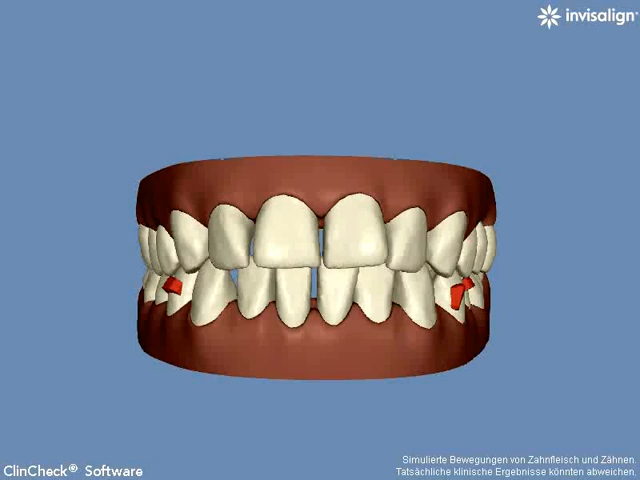 invisalign
ClinCheck® Software
Simulierte Bewegungen von Zahnfleisch und Zähnen.
Tatsächliche klinische Ergebnisse könnten abweichen.